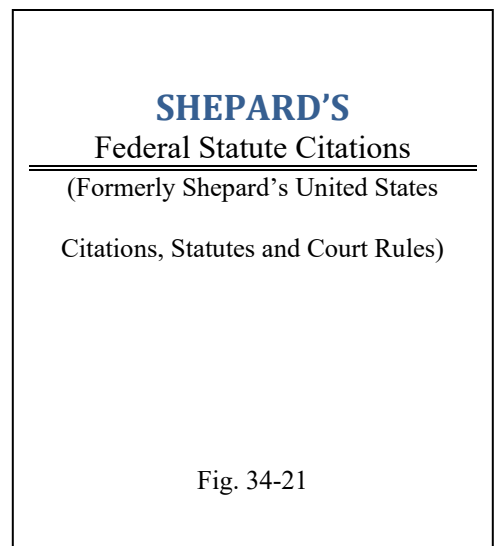 SHEPARD’S
Federal Statute Citations
(Formerly Shepard’s United States
Citations, Statutes and Court Rules)
Fig. 34-21